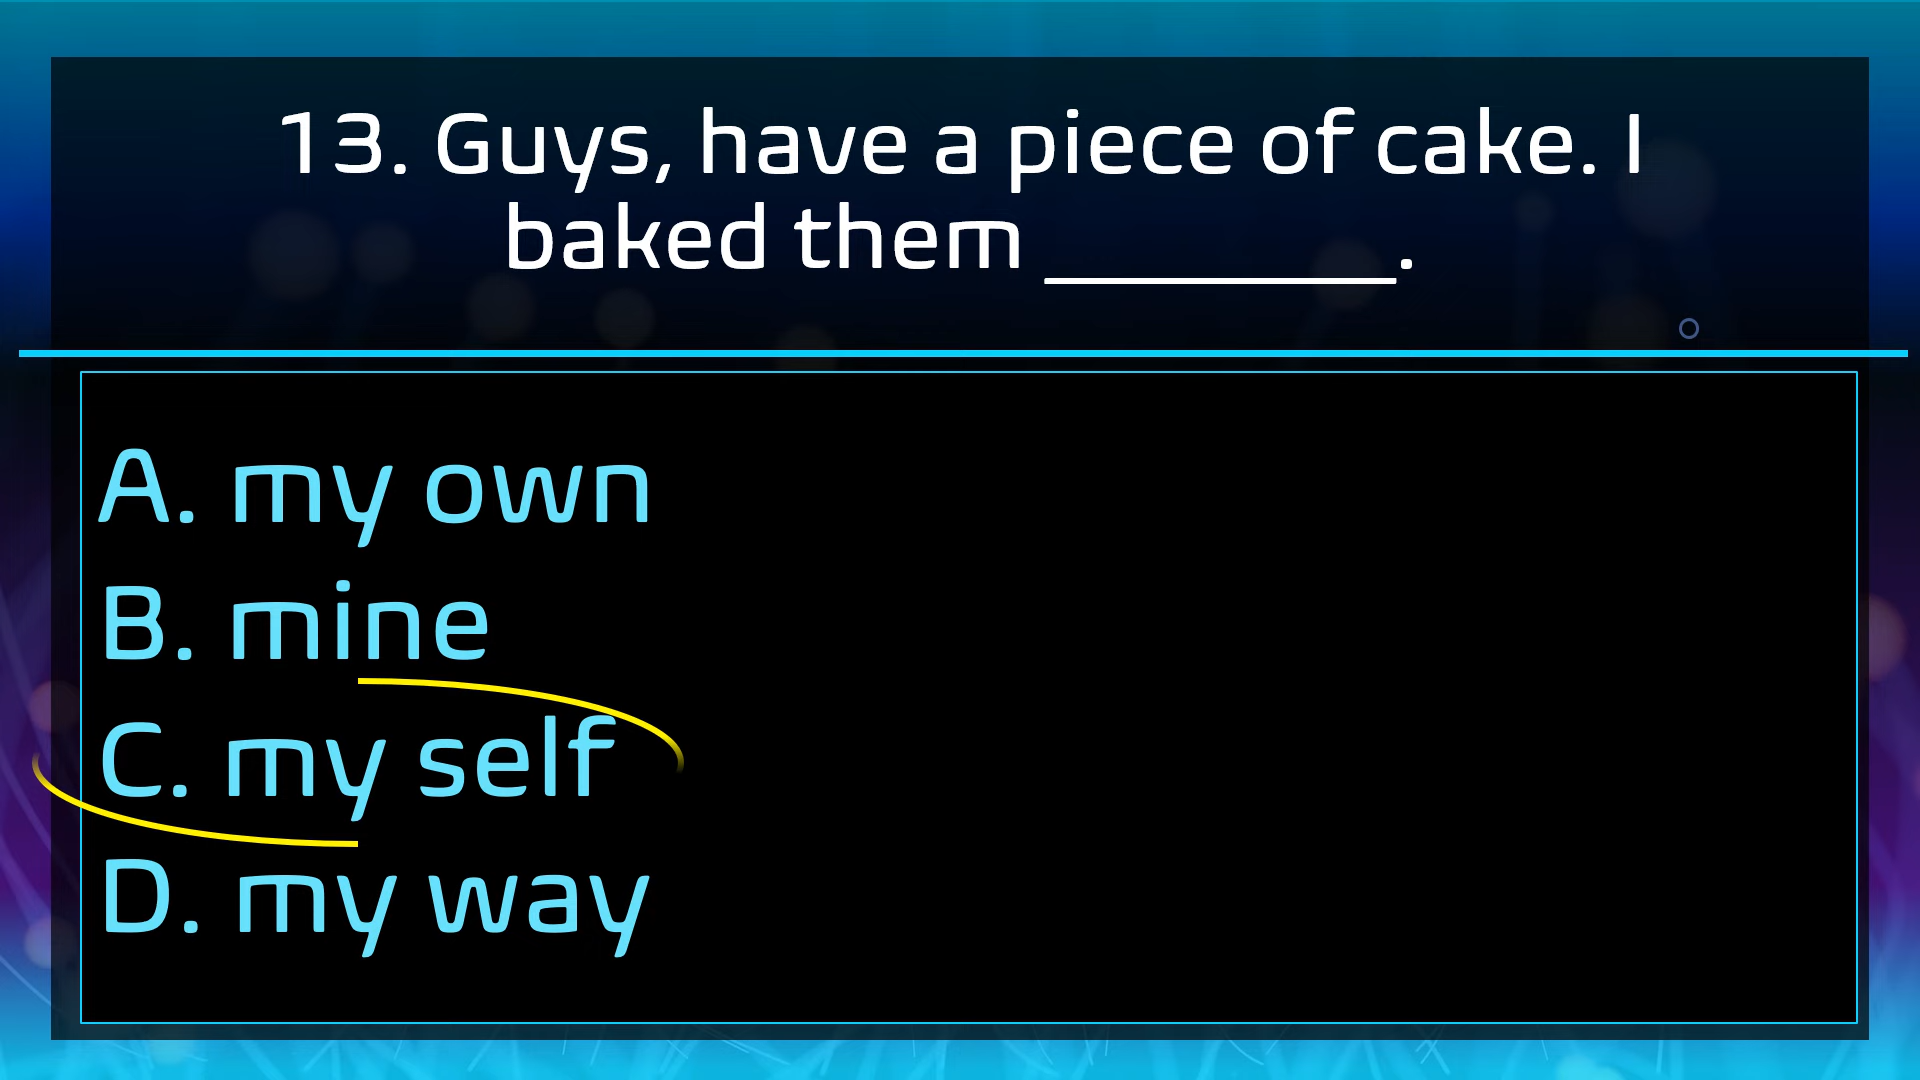 13. Guys, have a piece of cake. I
baked them ________.
A. my own
B. mine
C. my self
D. my way